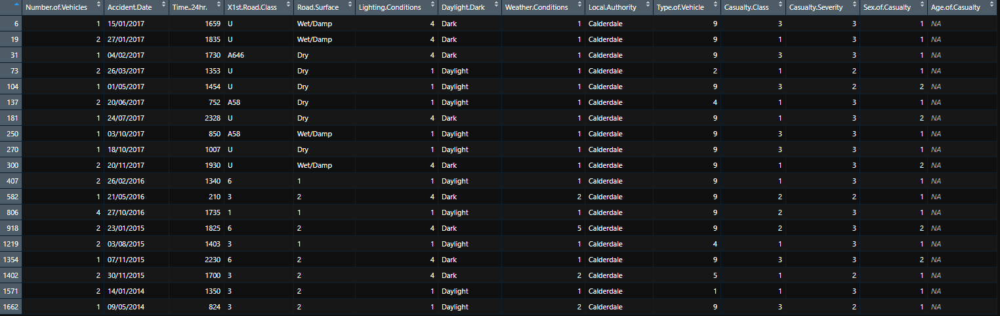 Number.of.Vehicles Accident.Date Time..24hr. X1st.Road.Class Road.Surface Lighting.Conditions Daylight.Dark Weather.Conditions Local.Authority Type.of.Vehicle Casualty.Class Casualty.Severity Sex.of.Casualty Age.of.Casualty
6 1 15/01/2017 1659 U Wet/Damp 4 Dark 1 Calderdale 9 3 3 1 NA
19 2 27/01/2017 1835 U Wet/Damp 4 Dark 1 Calderdale 9 1 3 1 NA
31 1 04/02/2017 1730 A646 Dry 4 Dark 1 Calderdale 9 3 3 1 NA
73 2 26/03/2017 1353 U Dry 1 Daylight 1 Calderdale 2 1 2 1 NA
104 1 01/05/2017 1454 U Dry 1 Daylight 1 Calderdale 9 3 2 2 NA
137 2 20/06/2017 752 A58 Dry 1 Daylight 1 Calderdale 4 1 3 1 NA
181 1 24/07/2017 2328 U Dry 4 Dark 1 Calderdale 9 1 3 2 NA
250 1 03/10/2017 850 A58 Wet/Damp 1 Daylight 1 Calderdale 9 3 3 1 NA
270 1 18/10/2017 1007 U Dry 1 Daylight 1 Calderdale 9 3 3 1 NA
300 2 20/11/2017 1930 U Wet/Damp 4 Dark 1 Calderdale 9 1 3 2 NA
407 2 26/02/2016 1340 6 1 1 Daylight 1 Calderdale 9 1 3 1 NA
582 1 21/05/2016 210 3 2 4 Dark 2 Calderdale 9 2 2 1 NA
806 4 27/10/2016 1735 1 1 1 Daylight 1 Calderdale 9 2 3 1 NA
918 2 23/01/2015 1825 6 2 4 Dark 5 Calderdale 9 2 3 2 NA
1219 2 03/08/2015 1403 3 1 1 Daylight 1 Calderdale 4 1 3 1 NA
1354 1 07/11/2015 2230 6 2 4 Dark 1 Calderdale 9 3 3 2 NA
1402 2 30/11/2015 1700 3 2 4 Dark 2 Calderdale 5 1 2 1 NA
1571 2 14/01/2014 1350 3 2 1 Daylight 1 Calderdale 1 1 3 1 NA
1662 1 09/05/2014 824 3 2 1 Daylight 2 Calderdale 9 3 2 1 NA